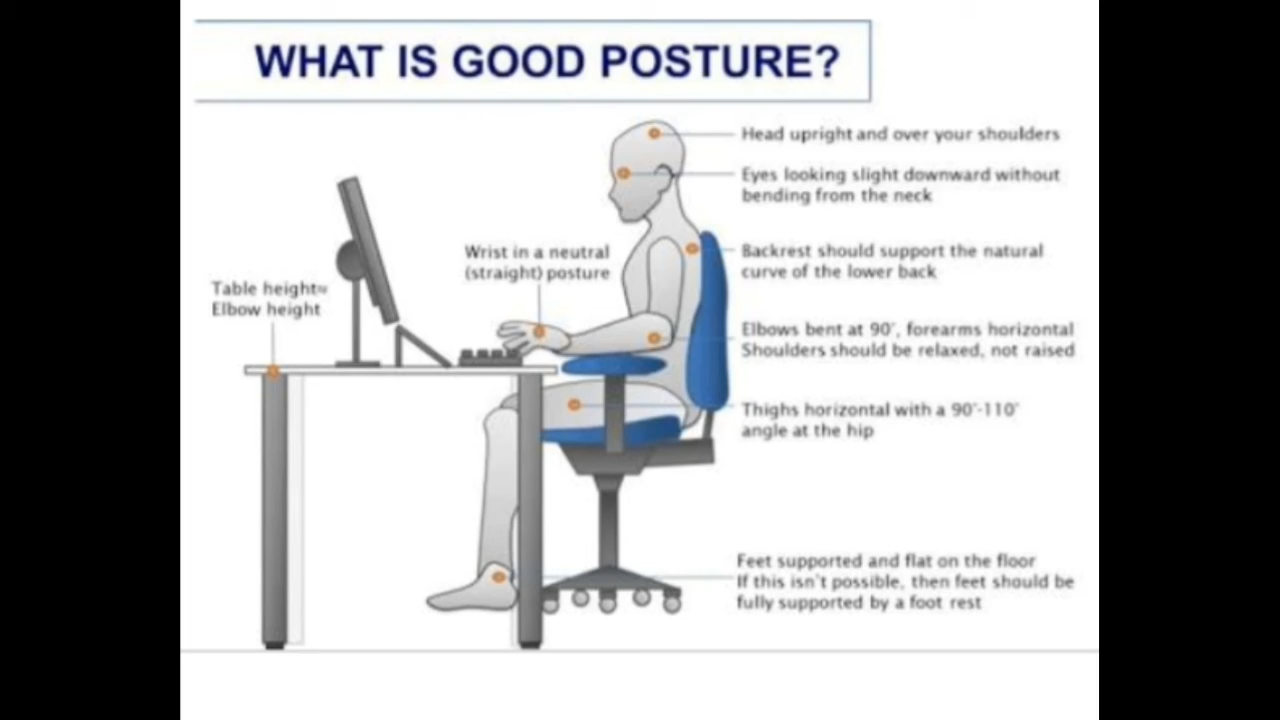 WHAT IS GOOD POSTURE?
Head upright and over your shoulders
Eyes looking slight downward without
bending from the neck
Wrist in a neutral
(straight) posture
Backrest should support the natural
curve of the lower back
Table height≈
Elbow height
Elbows bent at 90°, forearms horizontal
Shoulders should be relaxed, not raised
Thighs horizontal with a 90°-110°
angle at the hip
Feet supported and flat on the floor
If this isn't possible, then feet should be
fully supported by a foot rest